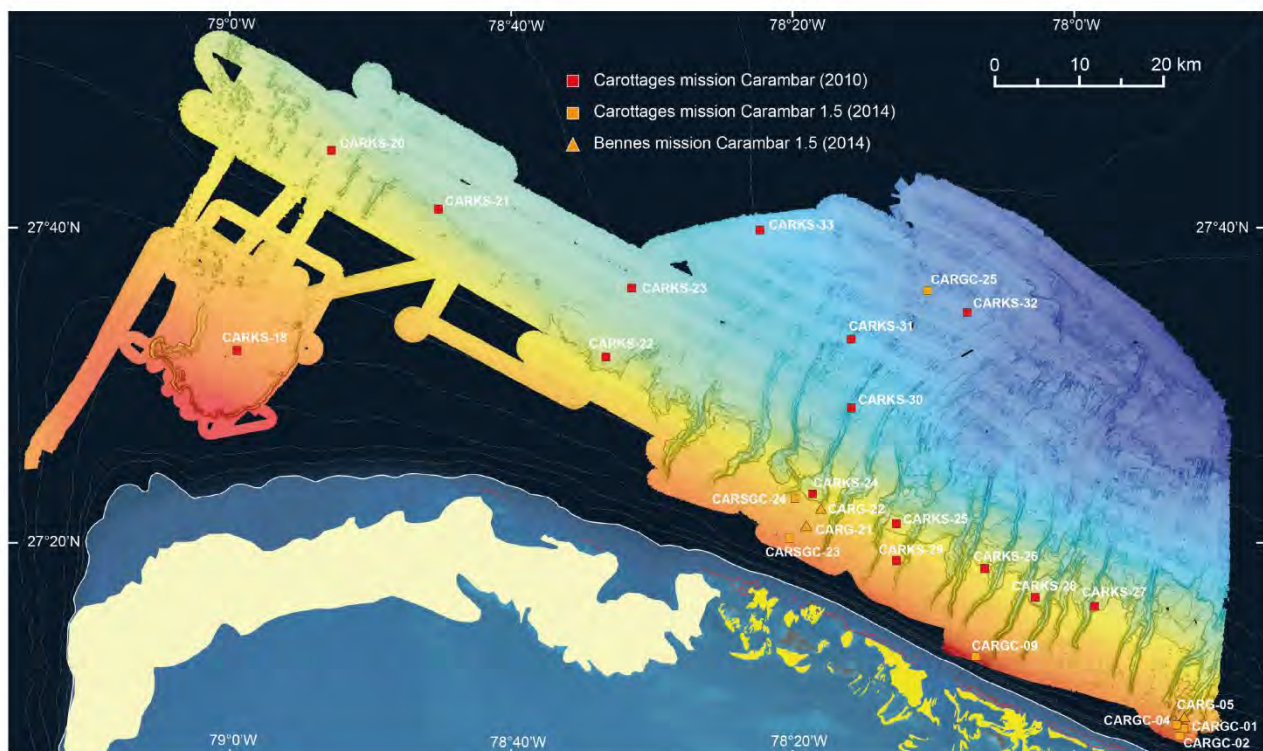 79°0'W
78°40'W
78°20'W
78°0'W
0 10 20 km
Carottages mission Carambar (2010)
Carottages mission Carambar 1.5 (2014)
Bennes mission Carambar 1.5 (2014)
CARKS-20
CARKS-21
27°40'N
CARKS-33
27°40'N
CARKS-23
CARGC-25
CARKS-32
CARKS-18
CARKS-22
CARKS-31
CARKS-30
CARKS-24
CARSGC-24
CARG-22
CARG-21
CARKS-25
27°20'N
CARSGC-23
27°20'N
CARKS-29
CARKS-26
CARKS-28
CARKS-27
CARGC-09
CARG-05
CARGC-04
CARGC-01
CARGC-02
79°0'W
78°40'W
78°20'W
78°0'W